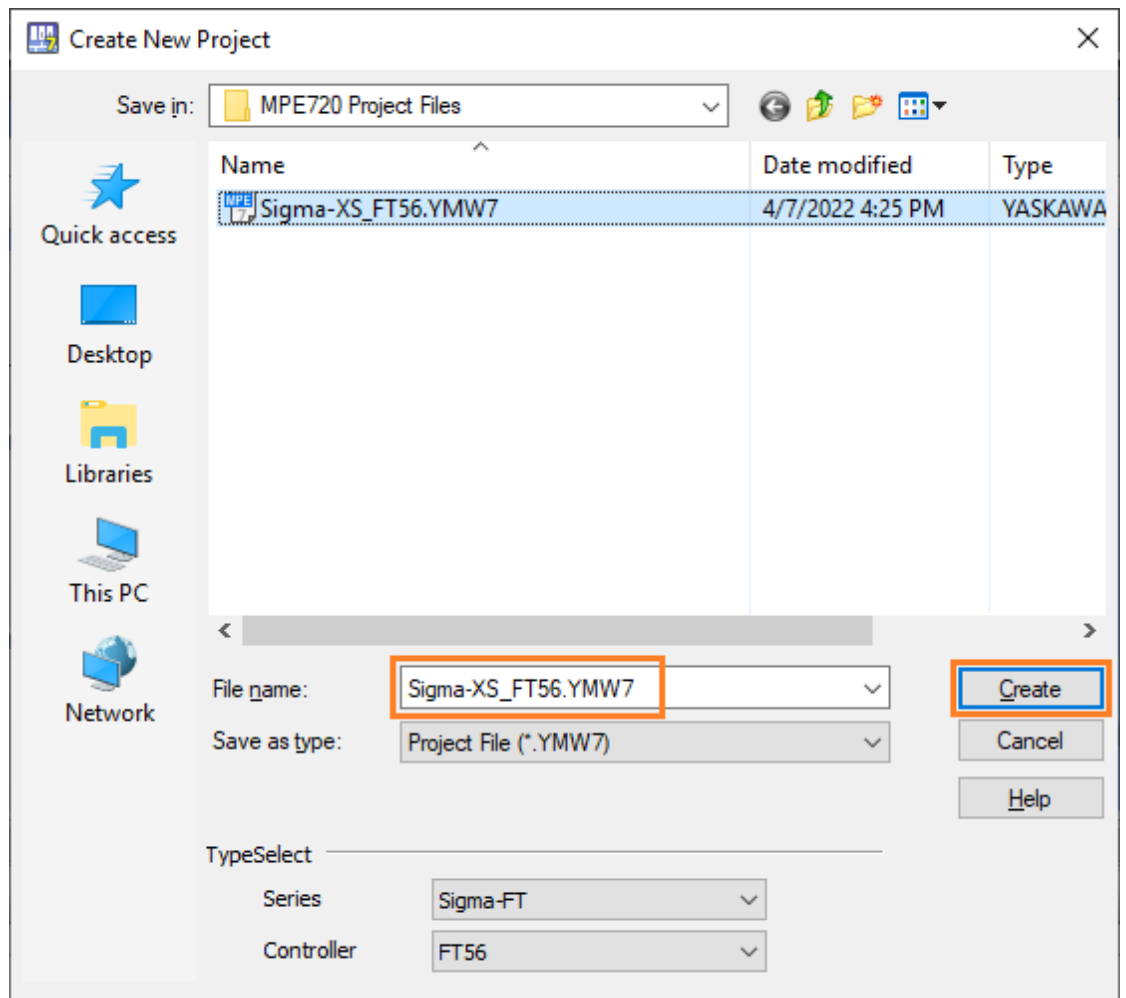 Create New Project
Save in: MPE720 Project Files
Name Date modified Type
MPE 7 Sigma-XS_FT56.YMW7 4/7/2022 4:25 PM YASKAWA
Quick access
Desktop
Libraries
This PC
Network
File name: Sigma-XS_FT56.YMW7 Create
Save as type: Project File (*.YMW7) Cancel
Help
TypeSelect
Series Sigma-FT
Controller FT56